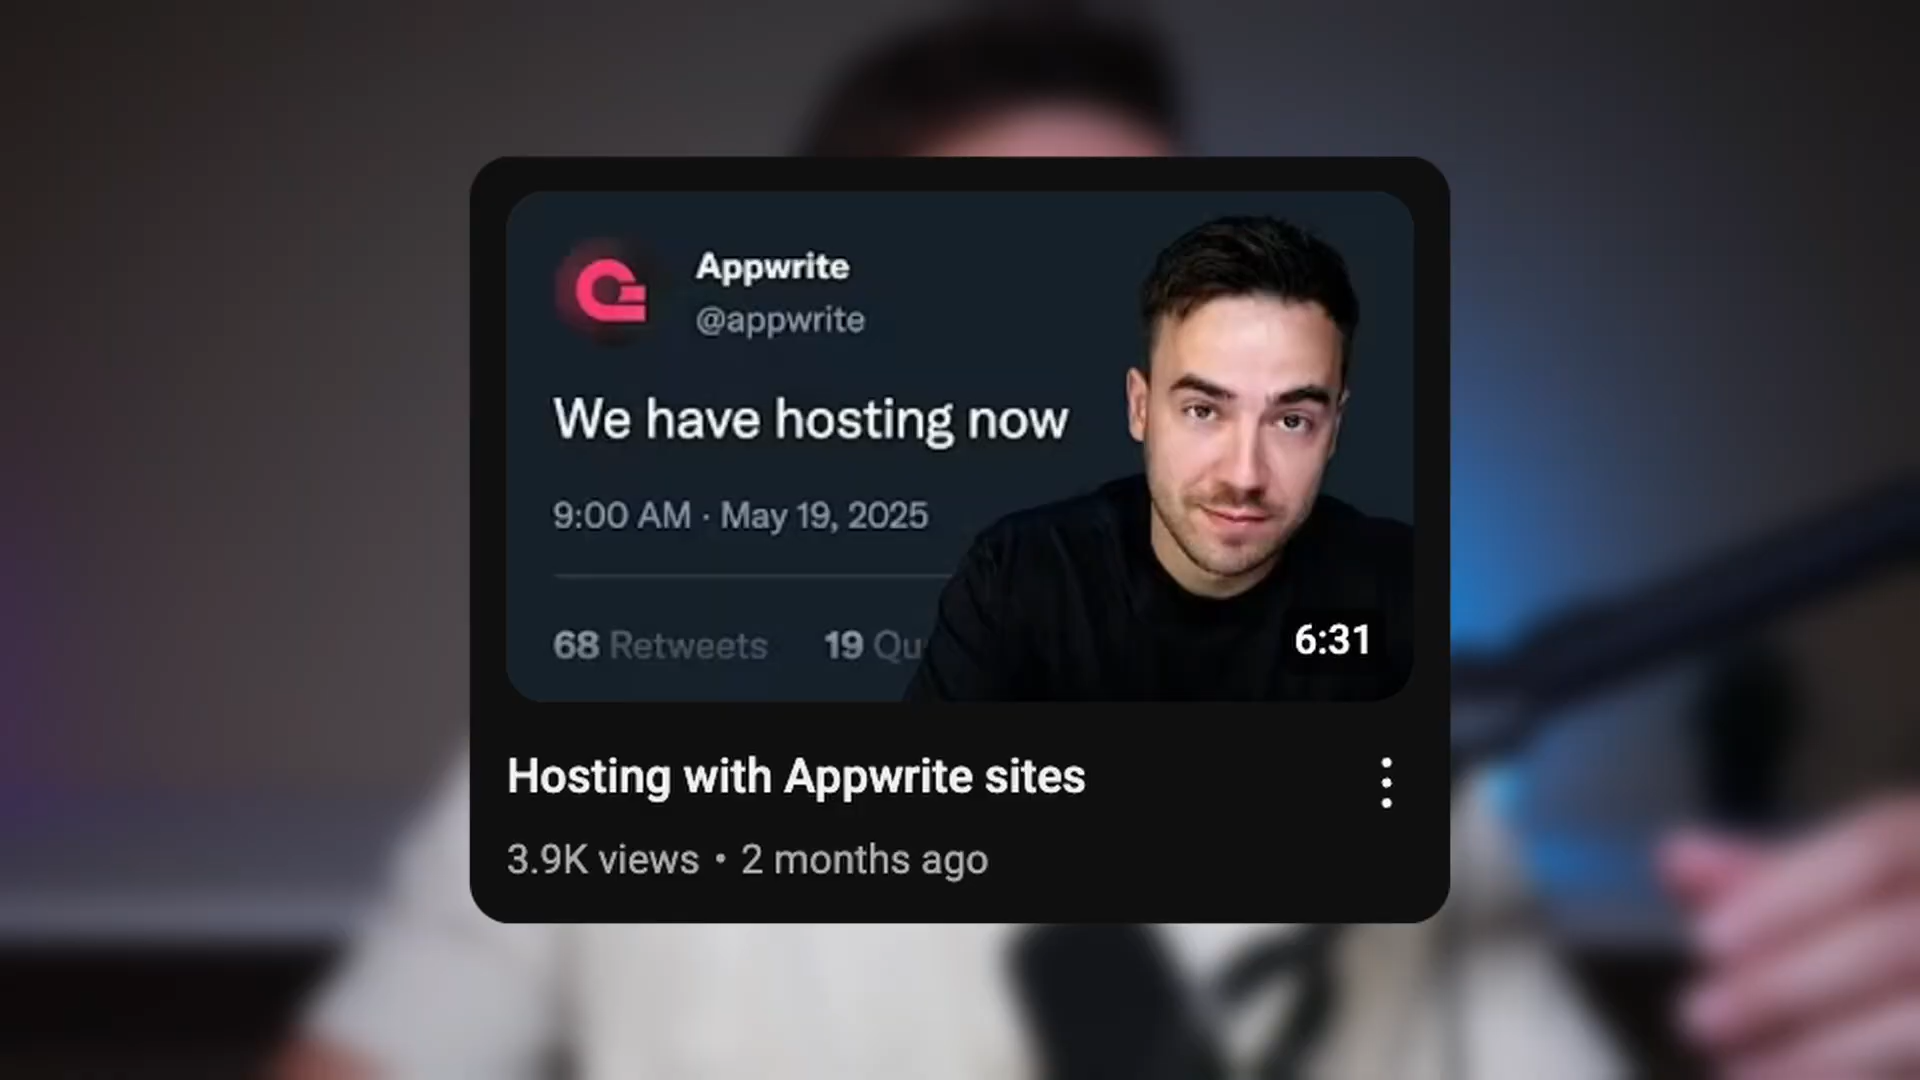 Appwrite
@appwrite
We have hosting now
9:00 AM · May 19, 2025
68 Retweets 19 Qu
6:31
Hosting with Appwrite sites
3.9K views • 2 months ago